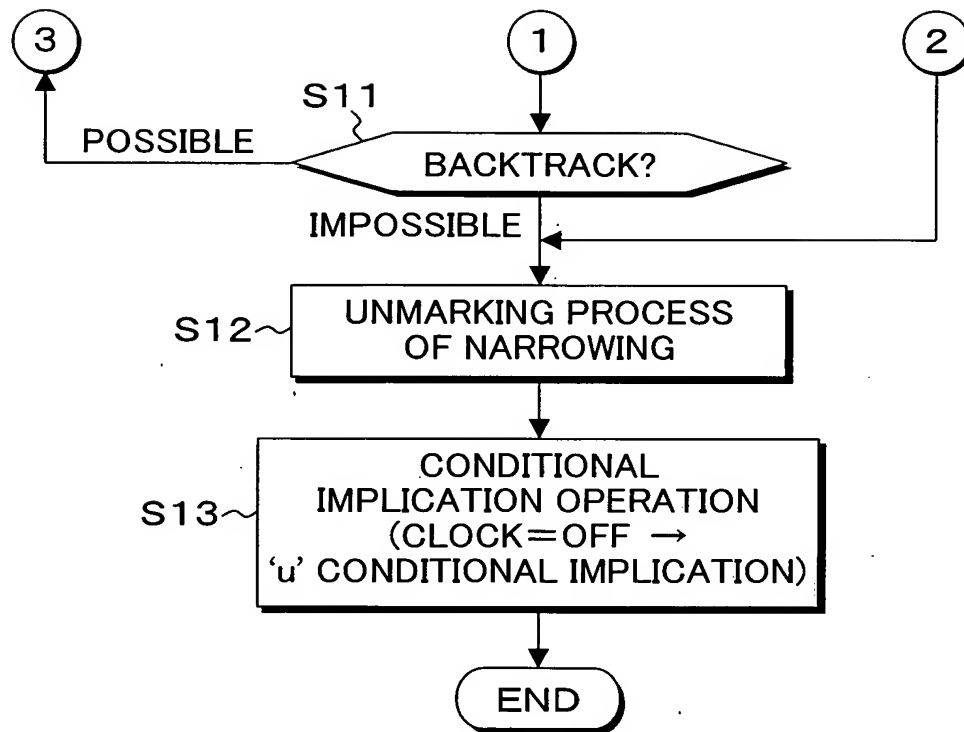 3
1
2
S11
POSSIBLE
BACKTRACK?
IMPOSSIBLE
S12
UNMARKING PROCESS
OF NARROWING
S13
CONDITIONAL
IMPLICATION OPERATION
(CLOCK=OFF →
‘u’ CONDITIONAL IMPLICATION)
END